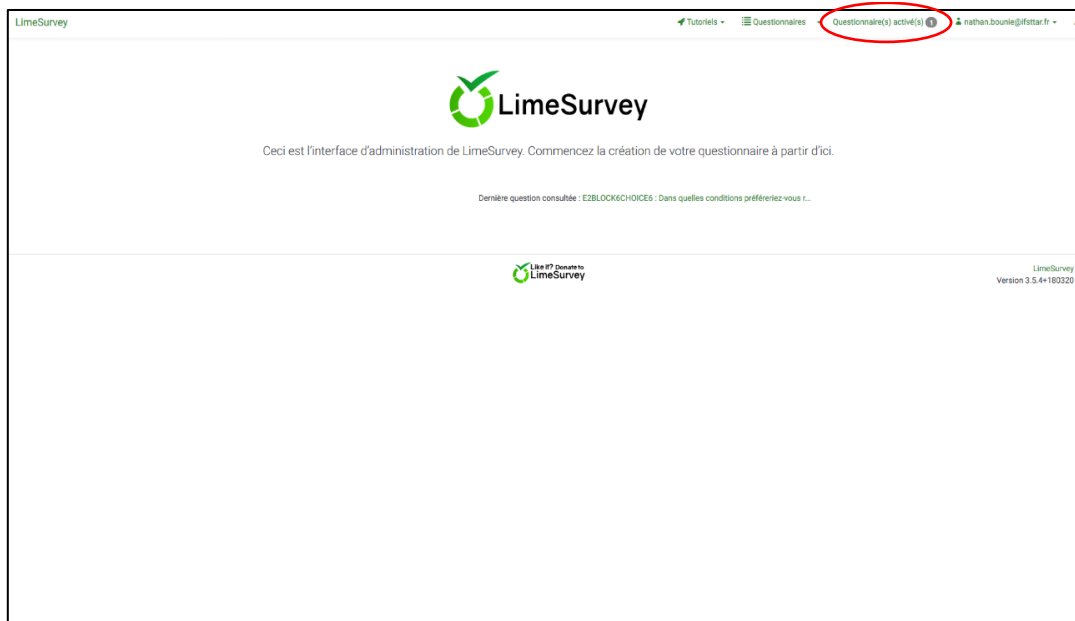 LimeSurvey
Tutoriels
Questionnaires
Questionnaire(s) activé(s) 1
nathan.bounie@ifsttar.fr
LimeSurvey
Ceci est l'interface d'administration de LimeSurvey. Commencez la création de votre questionnaire à partir d'ici.
Dernière question consultée : E2BLOCK6CHOICE6 : Dans quelles conditions préféreriez-vous r...
Like it? Donate to
LimeSurvey
LimeSurvey
Version 3.5.4+180320